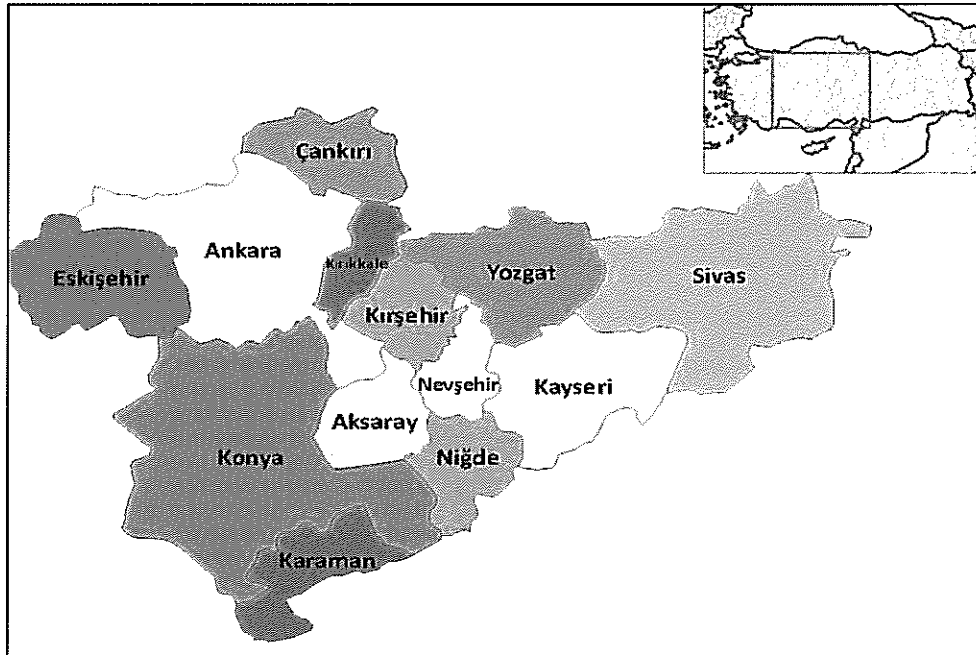 Çankırı
Ankara
Kırıkkale
Eskişehir
Yozgat
Sivas
Kırşehir
Nevşehir
Kayseri
Aksaray
Konya
Niğde
Karaman